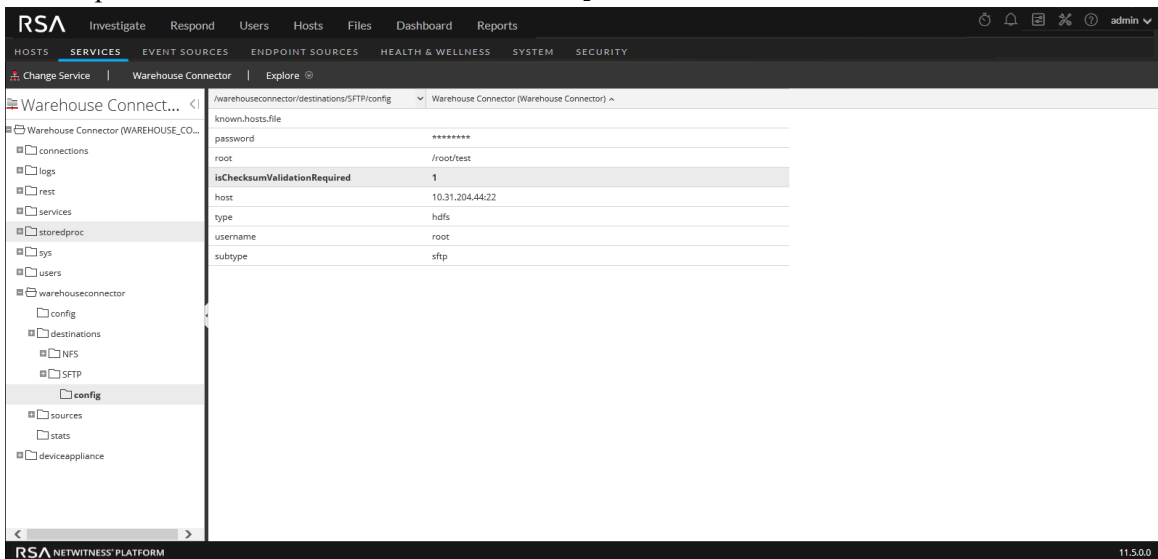 RSA Investigate Respond Users Hosts Files Dashboard Reports admin
HOSTS SERVICES EVENT SOURCES ENDPOINT SOURCES HEALTH & WELLNESS SYSTEM SECURITY
Change Service | Warehouse Connector | Explore
Warehouse Connect...
/warehouseconnector/destinations/SFTP/config Warehouse Connector (Warehouse Connector)
Warehouse Connector (WAREHOUSE_CO...
connections
logs
rest
services
storedproc
sys
users
warehouseconnector
config
destinations
NFS
SFTP
config
sources
stats
deviceappliance
known.hosts.file
password ********
root /root/test
isChecksumValidationRequired 1
host 10.31.204.44:22
type hdfs
username root
subtype sftp
RSA NETWITNESS® PLATFORM 11.5.0.0